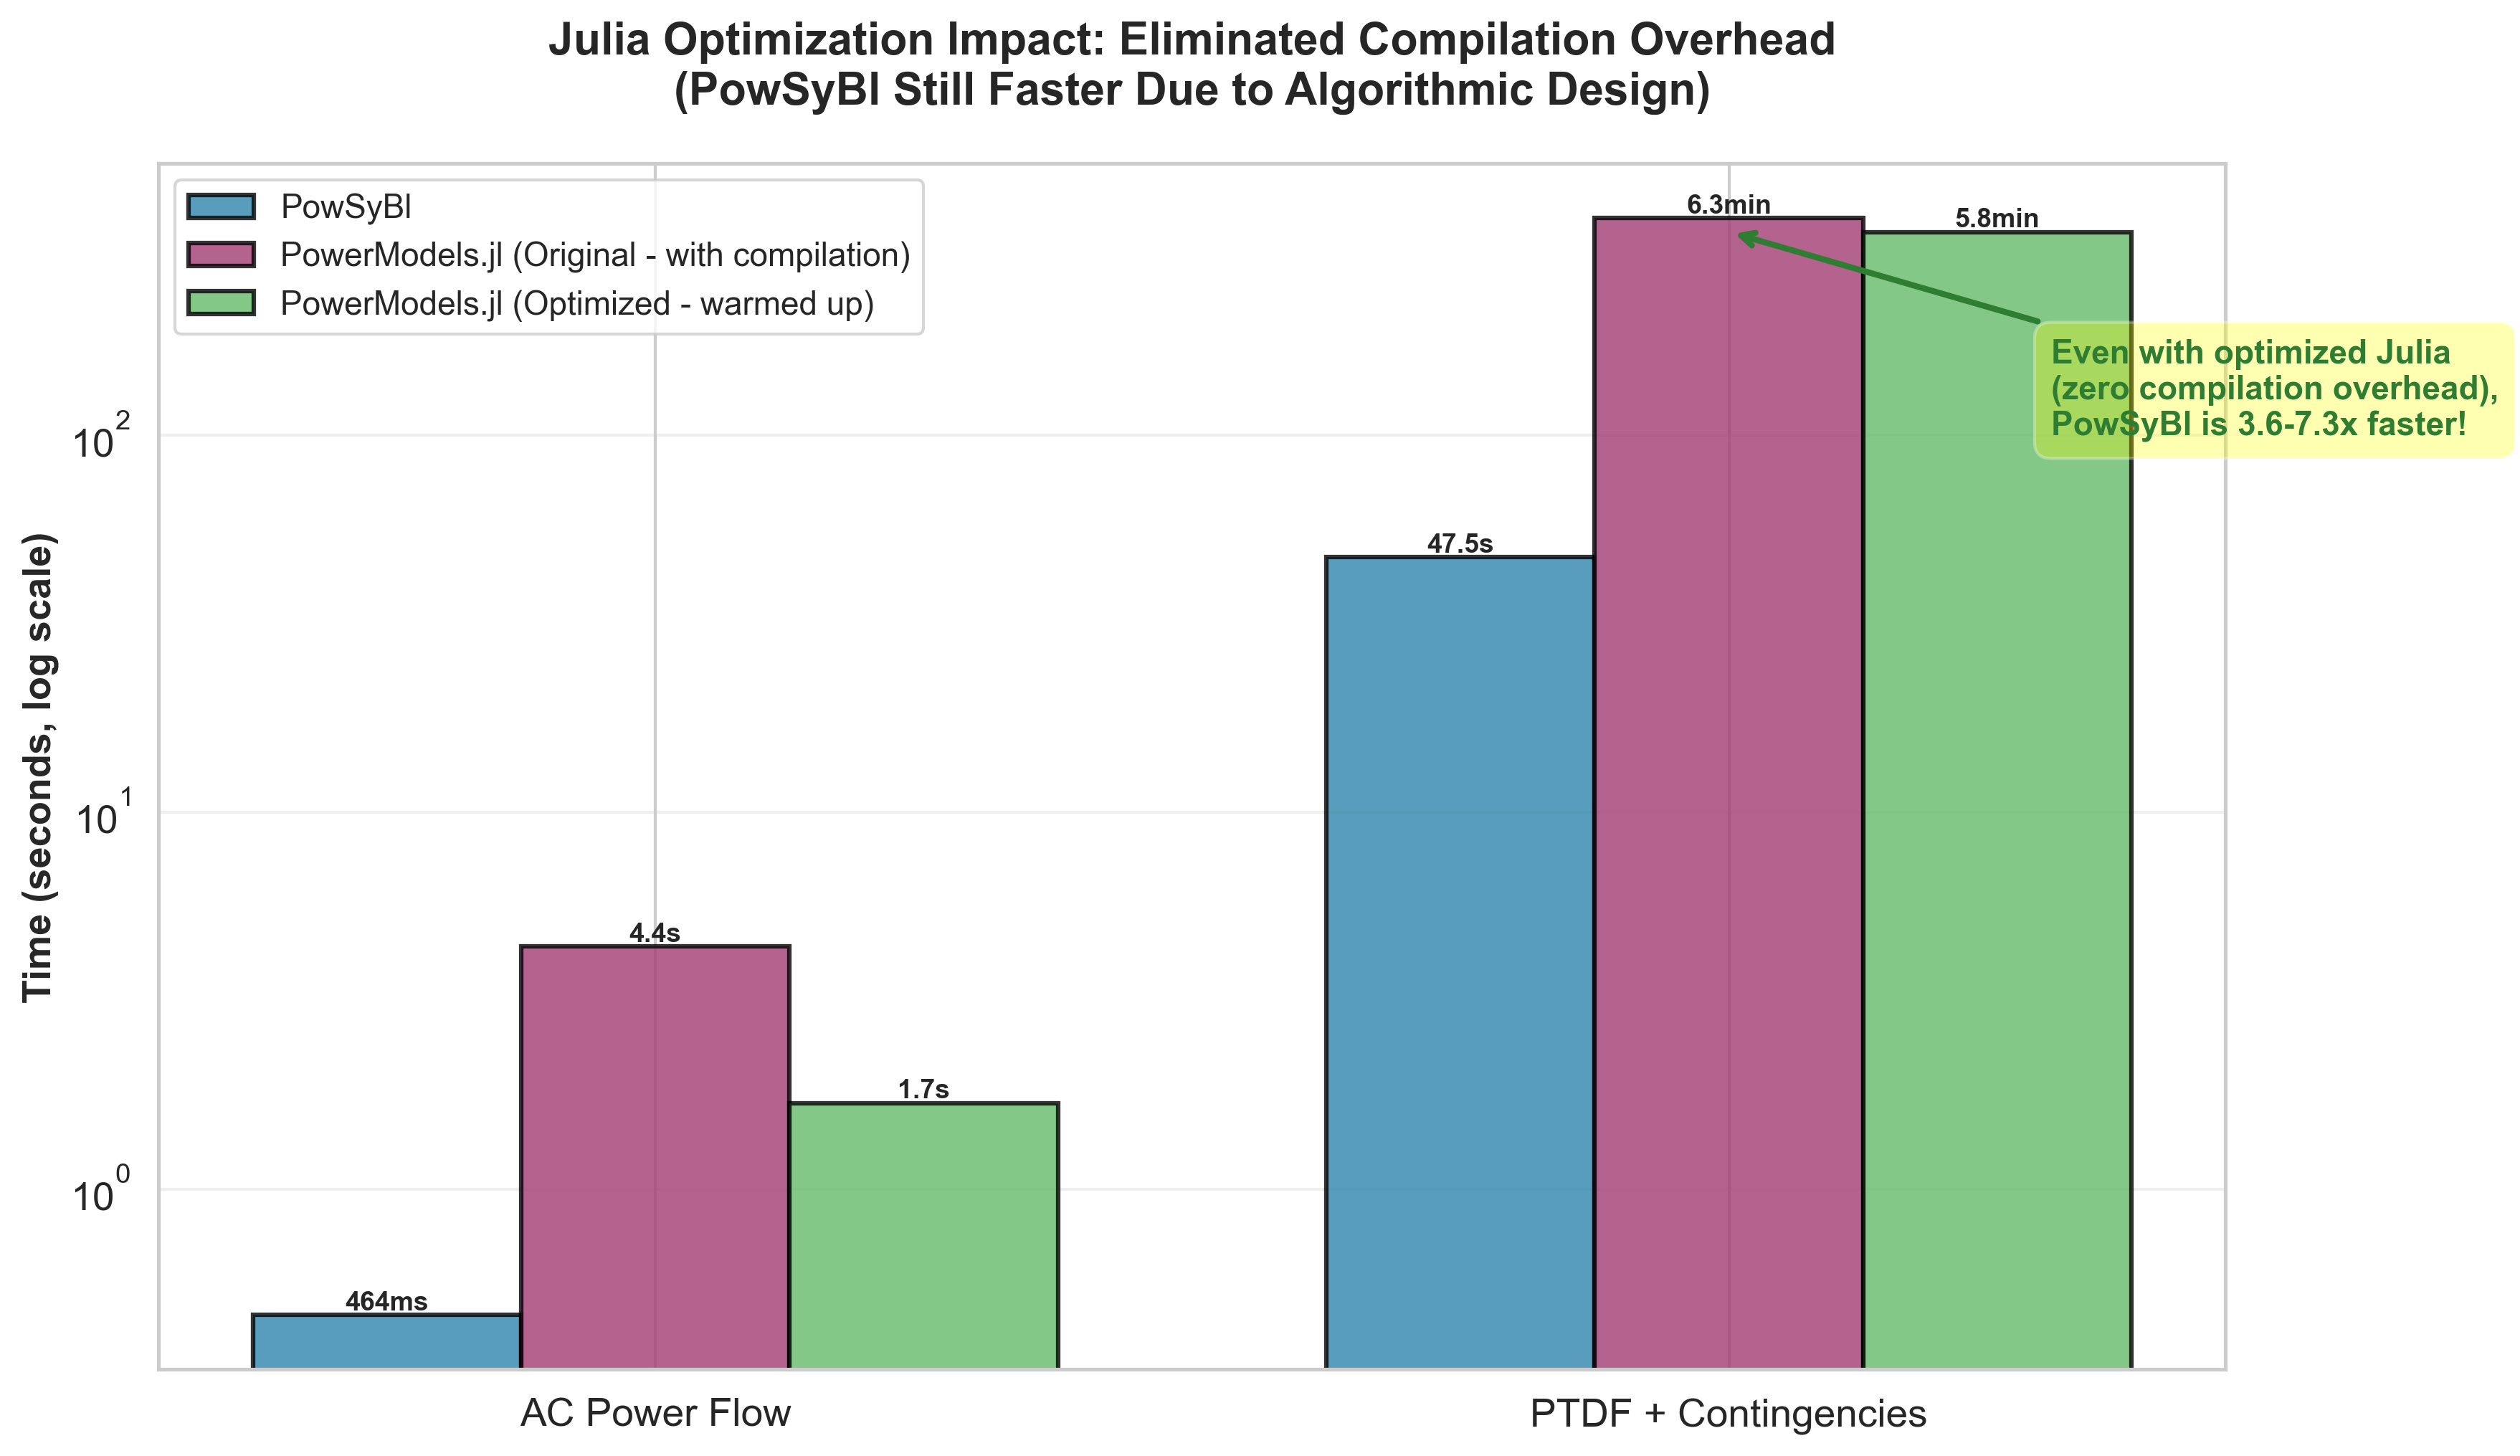 Julia Optimization Impact: Eliminated Compilation Overhead
(PowSyBl Still Faster Due to Algorithmic Design)
PowSyBl
PowerModels.jl (Original - with compilation)
PowerModels.jl (Optimized - warmed up)
6.3min
5.8min
Even with optimized Julia
(zero compilation overhead),
PowSyBl is 3.6-7.3x faster!
47.5s
4.4s
1.7s
464ms
Time (seconds, log scale)
10²
10¹
10⁰
AC Power Flow
PTDF + Contingencies